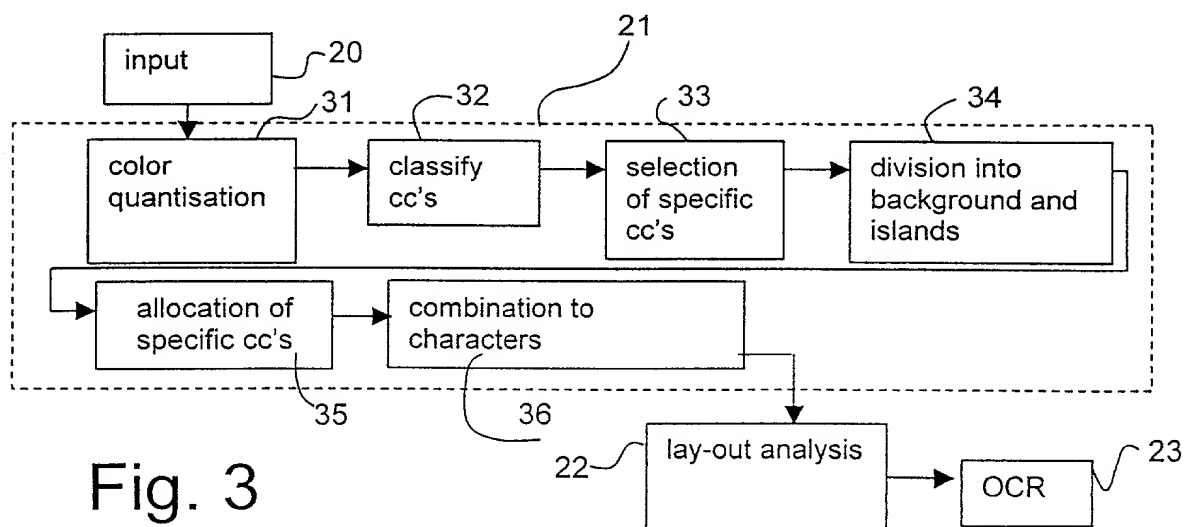 21
input
20
31
32
33
34
color
quantisation
classify
cc's
selection
of specific
cc's
division into
background and
islands
allocation of
specific cc's
35
combination to
characters
36
22
lay-out analysis
OCR
23
Fig. 3